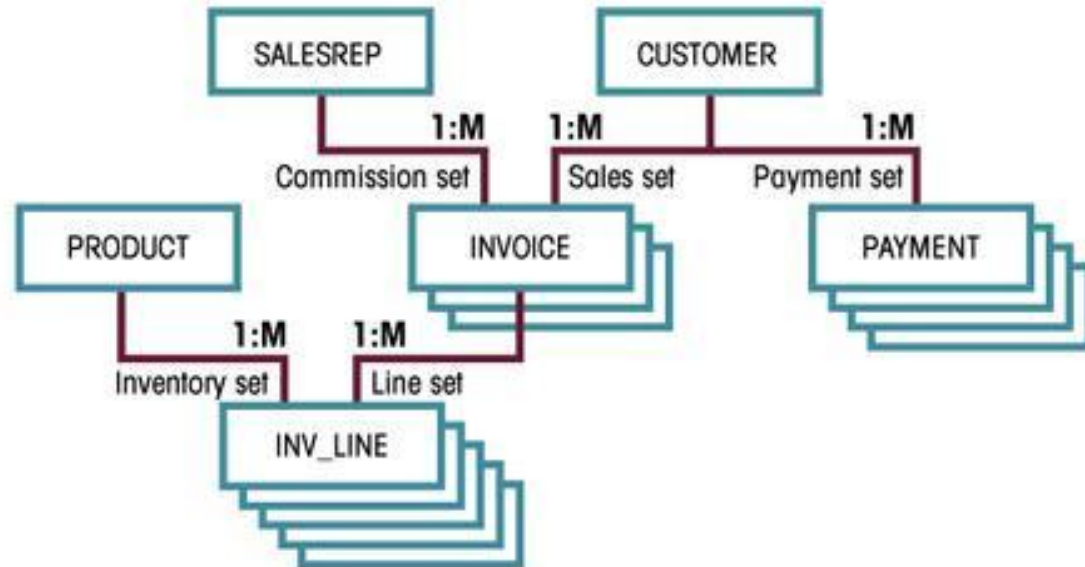 SALESREP
CUSTOMER
1:M
1:M
1:M
Commission set
Sales set
Payment set
PRODUCT
INVOICE
PAYMENT
1:M
1:M
Inventory set
Line set
INV_LINE